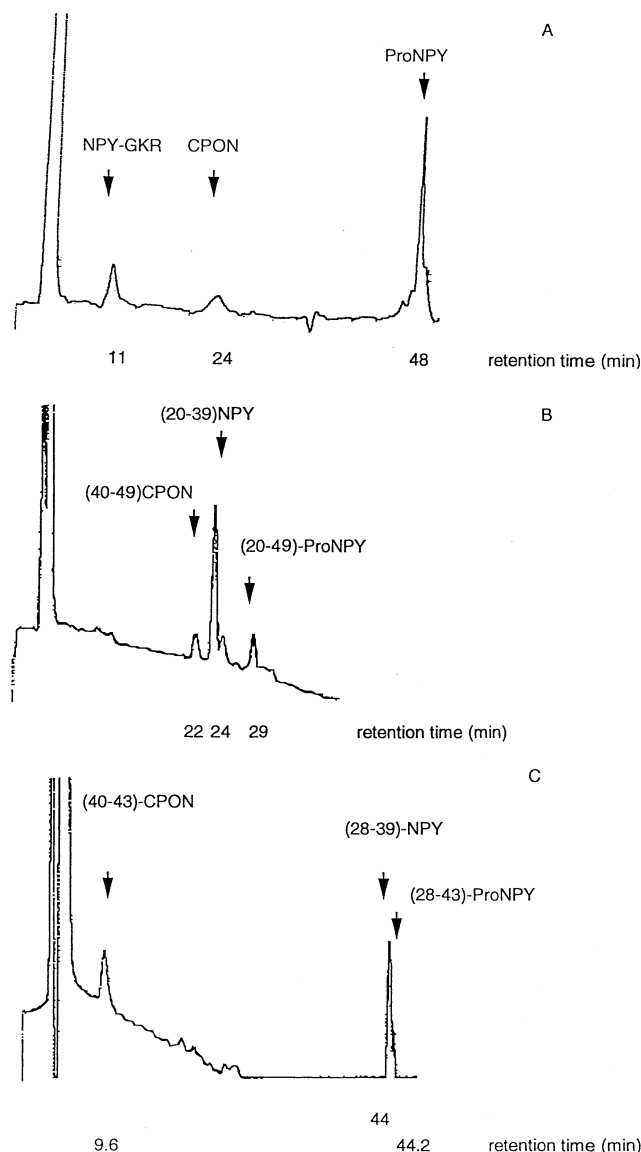 A
ProNPY
NPY-GKR CPON
11 24 48 retention time (min)
B
(20-39)NPY
(40-49)CPON
(20-49)-ProNPY
22 24 29 retention time (min)
C
(40-43)-CPON
(28-39)-NPY
(28-43)-ProNPY
44
9.6 44.2 retention time (min)